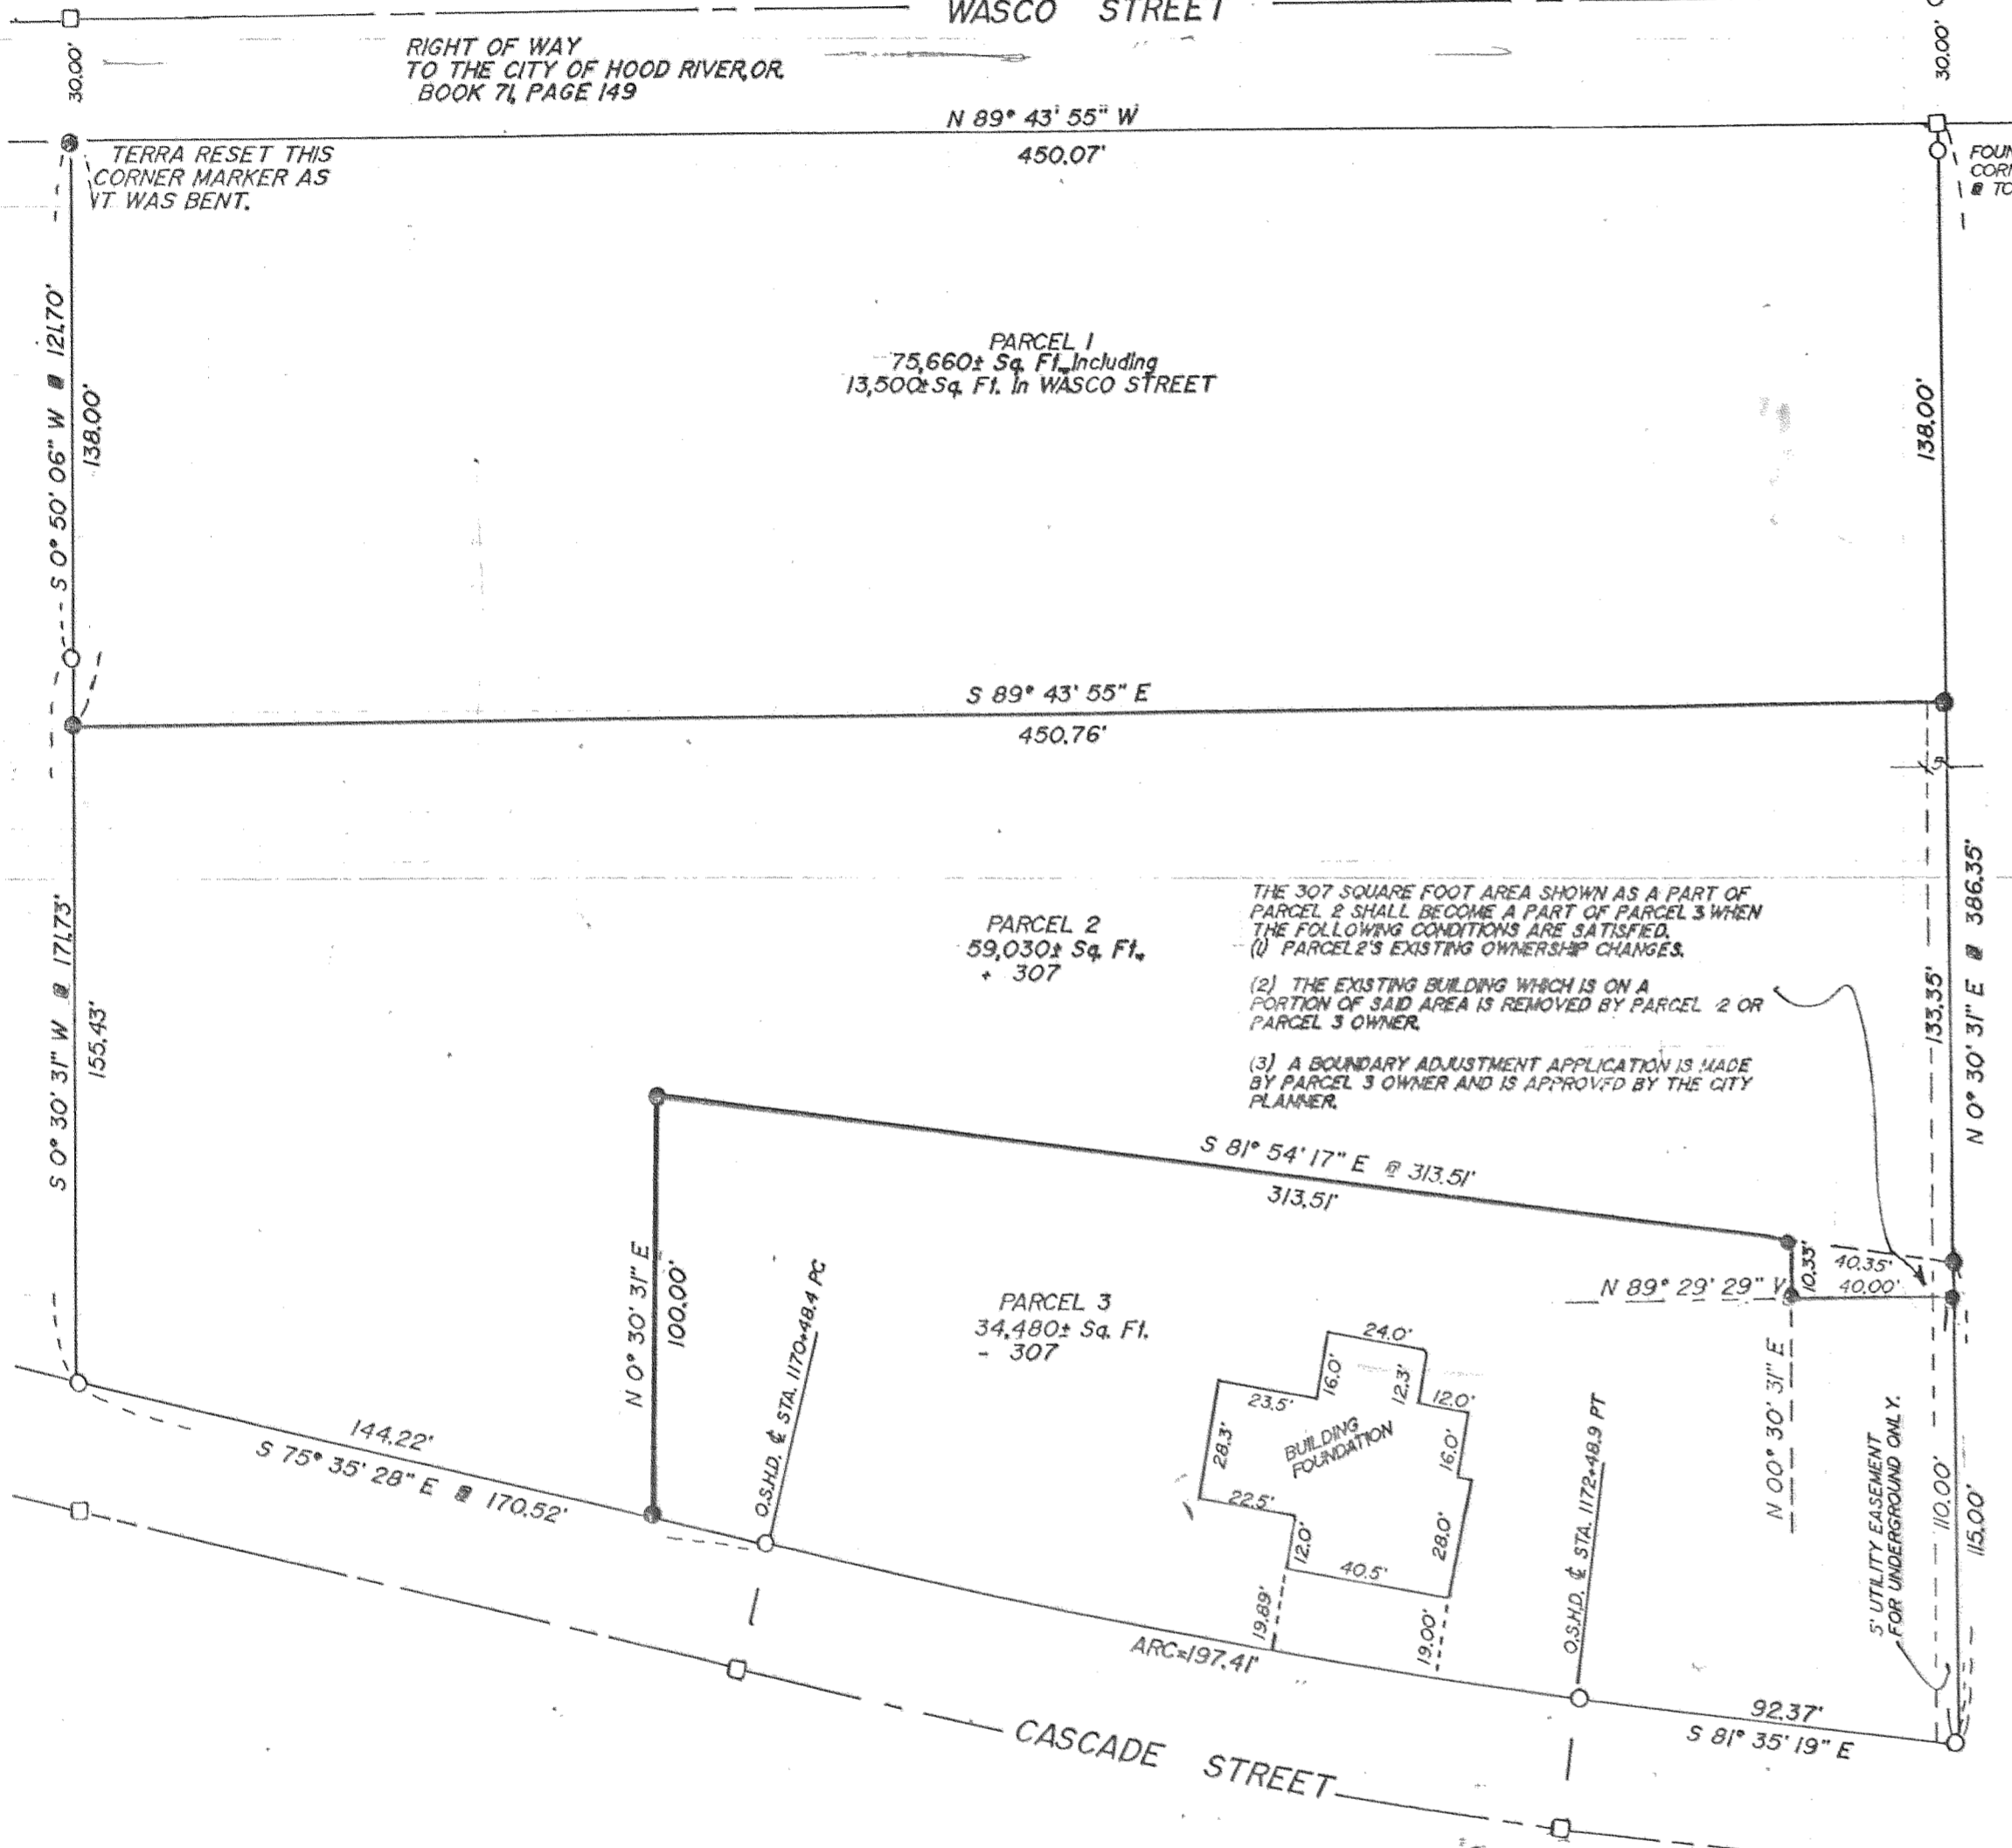 WASCO STREET
30.00'
30.00'
RIGHT OF WAY
TO THE CITY OF HOOD RIVER, OR.
BOOK 71, PAGE 149
N 89° 43' 55" W
450.07'
TERRA RESET THIS
CORNER MARKER AS
IT WAS BENT.
S 0° 50' 06" W @ 121.70'
138.00'
138.00'
PARCEL 1
75,660± Sq. Ft. Including
13,500± Sq. Ft. In WASCO STREET
S 89° 43' 55" E
450.76'
5'
S 0° 30' 31" W @ 171.73'
155.43'
PARCEL 2
59,030± Sq. Ft.
+ 307
THE 307 SQUARE FOOT AREA SHOWN AS A PART OF
PARCEL 2 SHALL BECOME A PART OF PARCEL 3 WHEN
THE FOLLOWING CONDITIONS ARE SATISFIED.
(1) PARCEL 2'S EXISTING OWNERSHIP CHANGES.
(2) THE EXISTING BUILDING WHICH IS ON A
PORTION OF SAID AREA IS REMOVED BY PARCEL 2 OR
PARCEL 3 OWNER.
(3) A BOUNDARY ADJUSTMENT APPLICATION IS MADE
BY PARCEL 3 OWNER AND IS APPROVED BY THE CITY
PLANNER.
133.35'
N 0° 30' 31" E @ 386.35'
S 81° 54' 17" E @ 313.51'
313.51'
10.33'
40.35'
40.00'
N 89° 29' 29"
N 0° 30' 31" E
100.00'
O.S.H.D. ℄ STA. 1170+48.4 PC
PARCEL 3
34,480± Sq. Ft.
- 307
24.0'
16.0'
12.3'
23.5'
12.0'
28.3'
BUILDING
FOUNDATION
16.0'
22.5'
12.0'
28.0'
40.5'
19.89'
19.00'
O.S.H.D. ℄ STA. 1172+48.9 PT
N 00° 30' 31" E
5' UTILITY EASEMENT
FOR UNDERGROUND ONLY.
110.00'
115.00'
144.22'
S 75° 35' 28" E @ 170.52'
ARC=197.41'
92.37'
S 81° 35' 19" E
CASCADE STREET